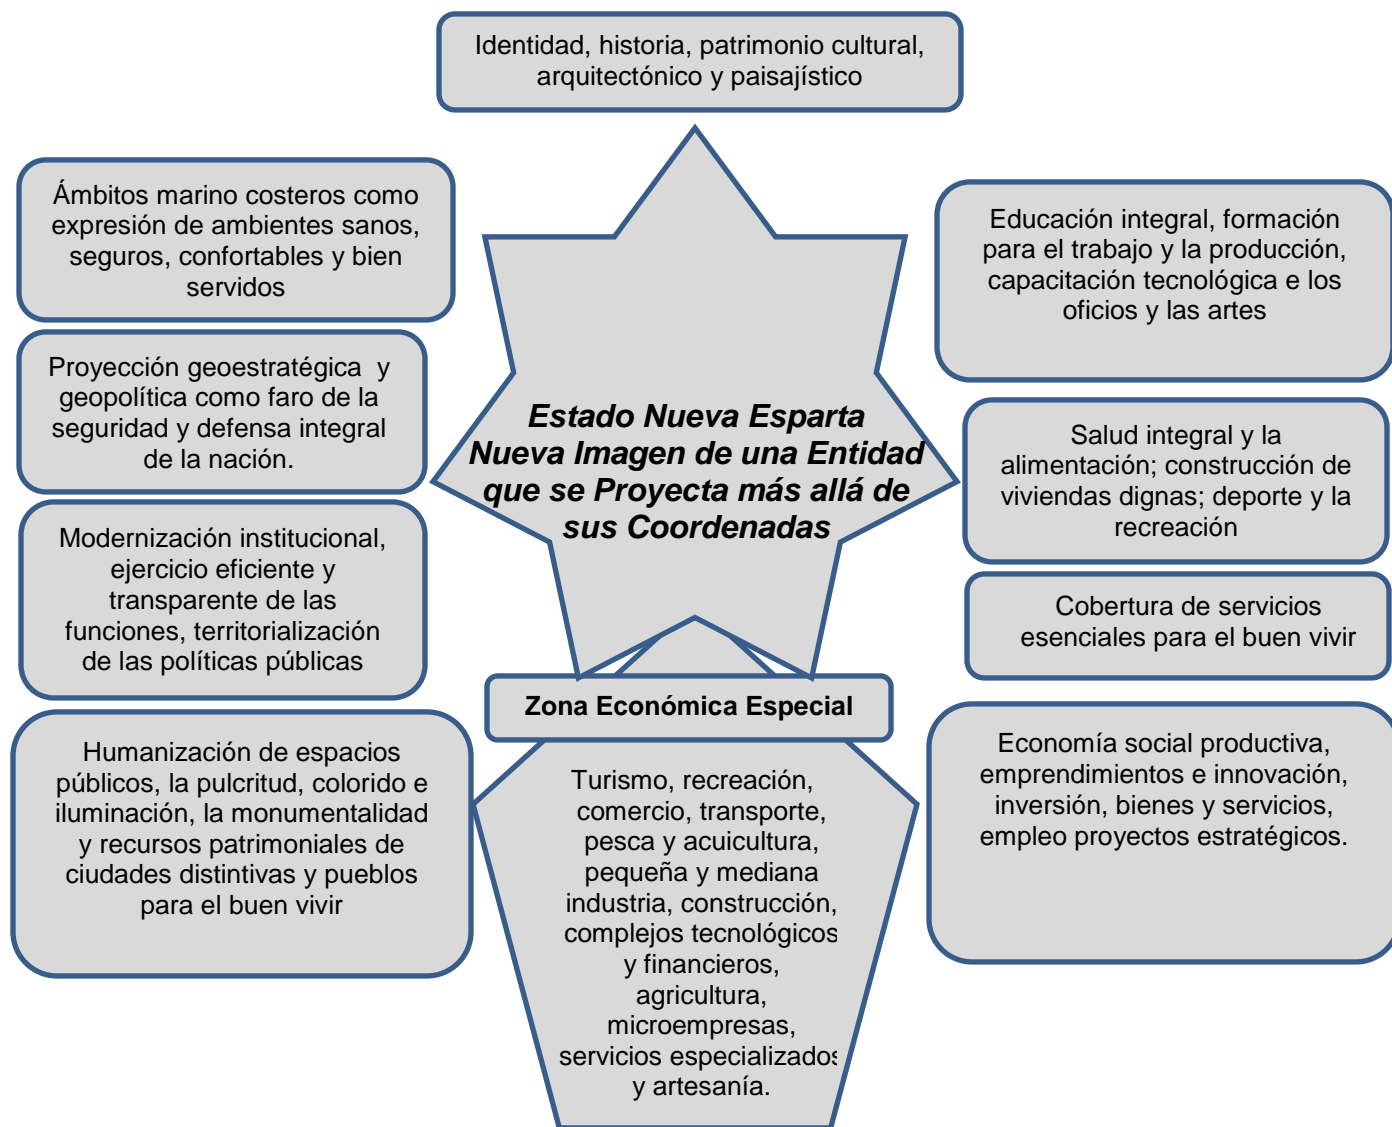 Identidad, historia, patrimonio cultural,
arquitectónico y paisajístico
Ámbitos marino costeros como
expresión de ambientes sanos,
seguros, confortables y bien
servidos
Proyección geoestratégica y
geopolítica como faro de la
seguridad y defensa integral
de la nación.
Modernización institucional,
ejercicio eficiente y
transparente de las
funciones, territorialización
de las políticas públicas
Humanización de espacios
públicos, la pulcritud, colorido e
iluminación, la monumentalidad
y recursos patrimoniales de
ciudades distintivas y pueblos
para el buen vivir
Estado Nueva Esparta
Nueva Imagen de una Entidad
que se Proyecta más allá de
sus Coordenadas
Zona Económica Especial
Turismo, recreación,
comercio, transporte,
pesca y acuicultura,
pequeña y mediana
industria, construcción,
complejos tecnológicos
y financieros,
agricultura,
microempresas,
servicios especializados
y artesanía.
Educación integral, formación
para el trabajo y la producción,
capacitación tecnológica e los
oficios y las artes
Salud integral y la
alimentación; construcción de
viviendas dignas; deporte y la
recreación
Cobertura de servicios
esenciales para el buen vivir
Economía social productiva,
emprendimientos e innovación,
inversión, bienes y servicios,
empleo proyectos estratégicos.